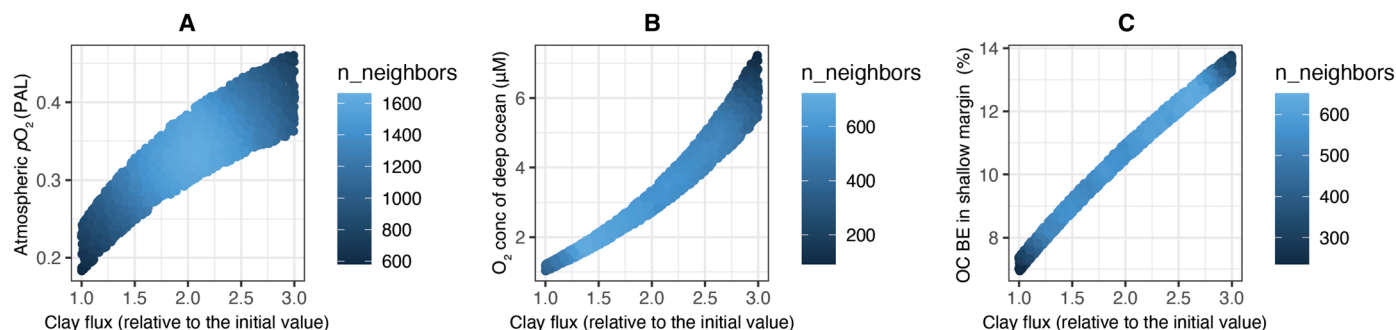 A
Atmospheric pO₂ (PAL)
0.4
0.3
0.2
1.0 1.5 2.0 2.5 3.0
Clay flux (relative to the initial value)
n_neighbors
1600
1400
1200
1000
800
600
B
O₂ conc of deep ocean (μM)
6
4
2
1.0 1.5 2.0 2.5 3.0
Clay flux (relative to the initial value)
n_neighbors
600
400
200
C
OC BE in shallow margin (%)
14
12
10
8
1.0 1.5 2.0 2.5 3.0
Clay flux (relative to the initial value)
n_neighbors
600
500
400
300